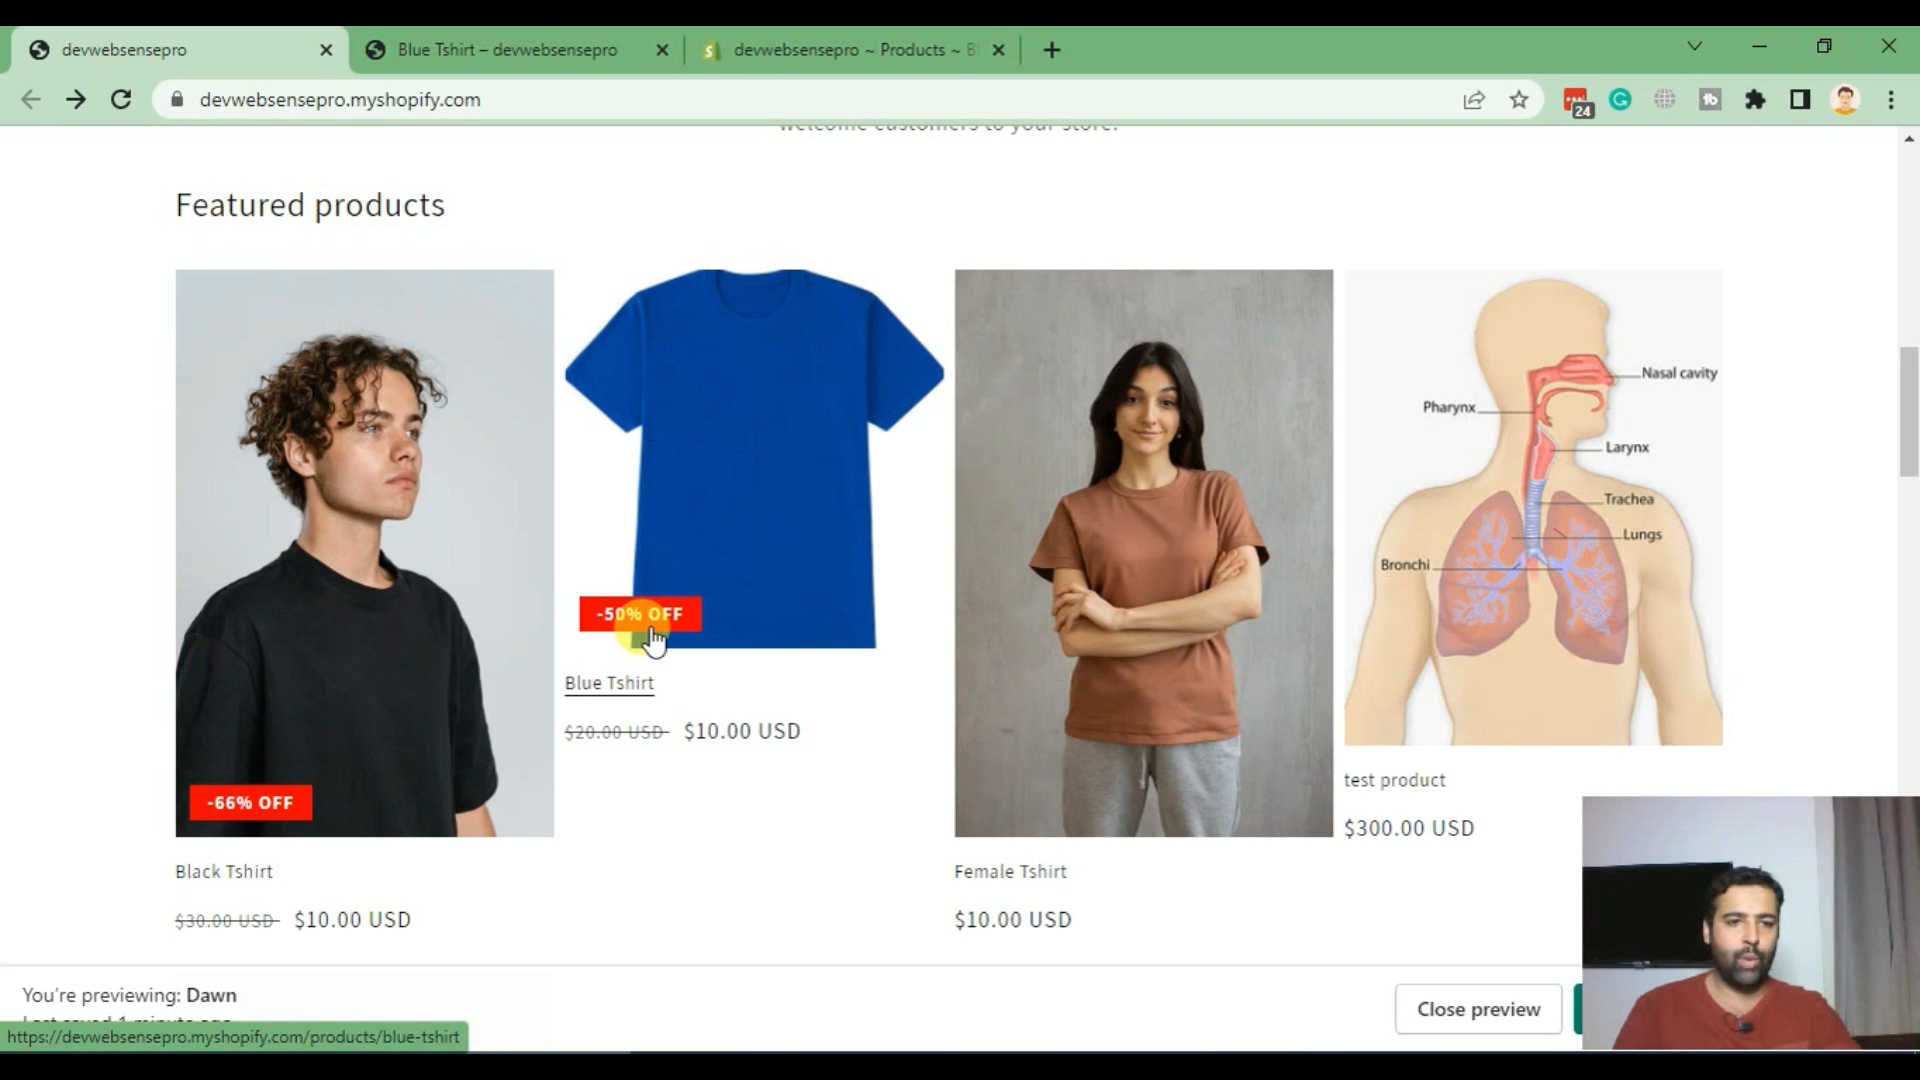 devwebsensepro
Blue Tshirt – devwebsensepro
devwebsensepro ~ Products ~ B
devwebsensepro.myshopify.com
24
welcome customers to your store.
Featured products
Nasal cavity
Pharynx
Larynx
Trachea
Lungs
Bronchi
-50% OFF
Blue Tshirt
$20.00 USD $10.00 USD
test product
$300.00 USD
-66% OFF
Black Tshirt
$30.00 USD $10.00 USD
Female Tshirt
$10.00 USD
You're previewing: Dawn
Last saved 1 minute ago
Close preview
https://devwebsensepro.myshopify.com/products/blue-tshirt